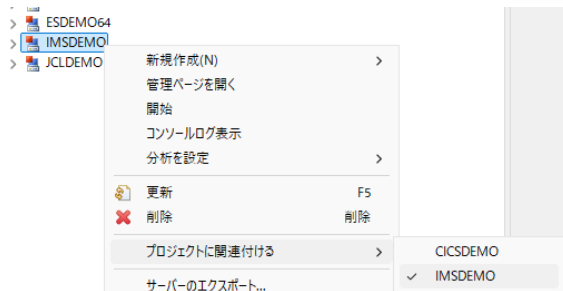 ESDEMO64
IMSDEMO
JCLDEMO
新規作成(N)
管理ページを開く
開始
コンソールログ表示
分析を設定
更新 F5
削除 削除
プロジェクトに関連付ける
CICSDEMO
IMSDEMO
サーバーのエクスポート...